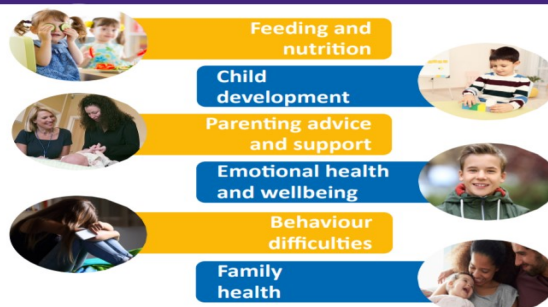 Feeding and
nutrition
Child
development
Parenting advice
and support
Emotional health
and wellbeing
Behaviour
difficulties
Family
health